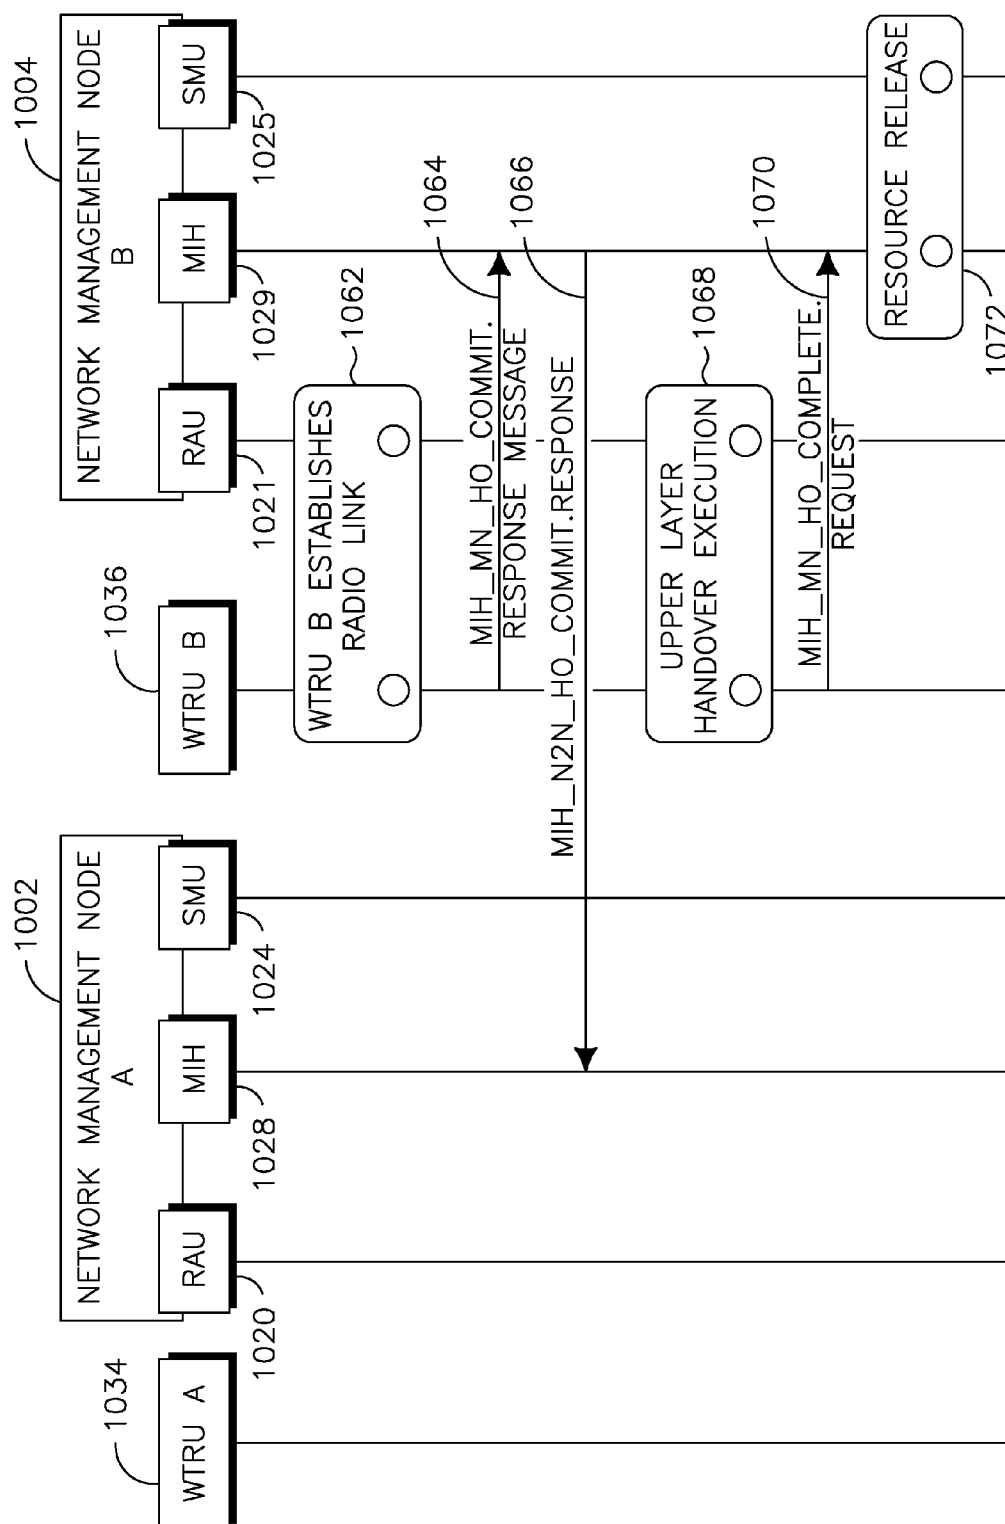 1034
WTRU A
1002
NETWORK MANAGEMENT NODE
A
RAU
MIH
SMU
1020
1028
1024
1036
WTRU B
1004
NETWORK MANAGEMENT NODE
B
RAU
MIH
SMU
1021
1029
1025
WTRU B ESTABLISHES
RADIO LINK
1062
MIH_MN_HO_COMMIT.
RESPONSE MESSAGE
1064
MIH_N2N_HO_COMMIT.RESPONSE
1066
UPPER LAYER
HANDOVER EXECUTION
1068
MIH_MN_HO_COMPLETE.
REQUEST
1070
RESOURCE RELEASE
1072